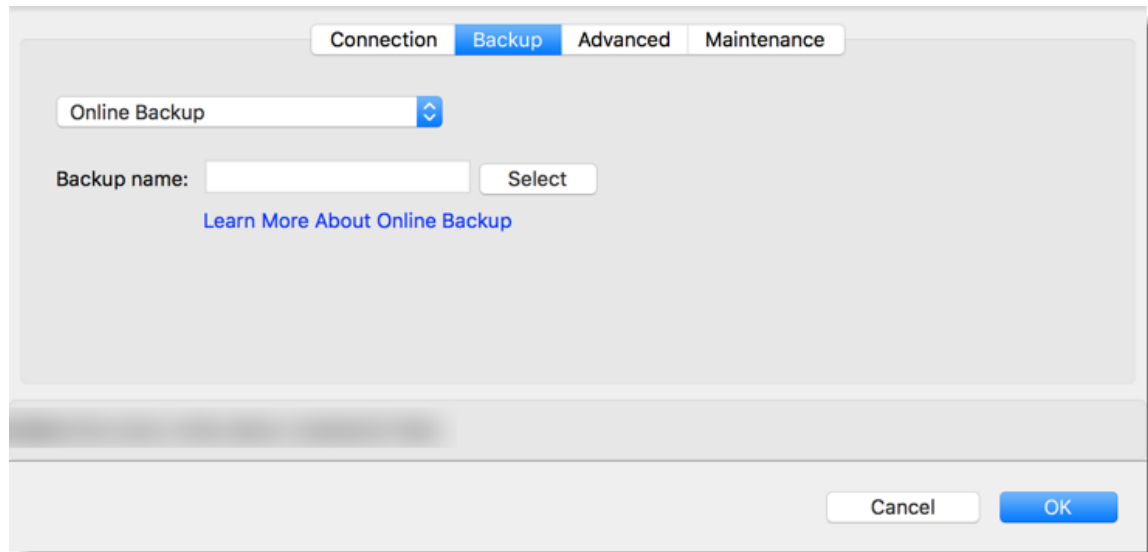 Connection Backup Advanced Maintenance
Online Backup
Backup name: Select
Learn More About Online Backup
Cancel OK